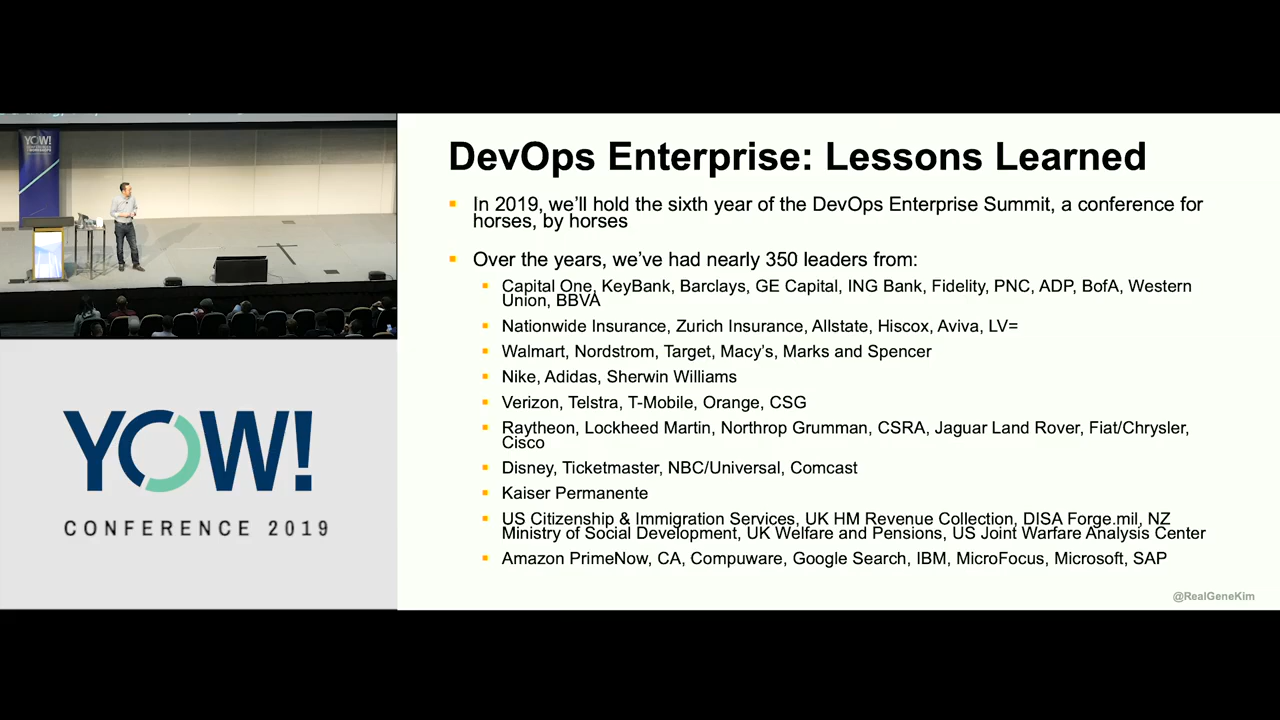 YOW!
YOW!
CONFERENCE 2019
DevOps Enterprise: Lessons Learned
In 2019, we'll hold the sixth year of the DevOps Enterprise Summit, a conference for
horses, by horses
Over the years, we've had nearly 350 leaders from:
Capital One, KeyBank, Barclays, GE Capital, ING Bank, Fidelity, PNC, ADP, BofA, Western
Union, BBVA
Nationwide Insurance, Zurich Insurance, Allstate, Hiscox, Aviva, LV=
Walmart, Nordstrom, Target, Macy's, Marks and Spencer
Nike, Adidas, Sherwin Williams
Verizon, Telstra, T-Mobile, Orange, CSG
Raytheon, Lockheed Martin, Northrop Grumman, CSRA, Jaguar Land Rover, Fiat/Chrysler,
Cisco
Disney, Ticketmaster, NBC/Universal, Comcast
Kaiser Permanente
US Citizenship & Immigration Services, UK HM Revenue Collection, DISA Forge.mil, NZ
Ministry of Social Development, UK Welfare and Pensions, US Joint Warfare Analysis Center
Amazon PrimeNow, CA, Compuware, Google Search, IBM, MicroFocus, Microsoft, SAP
@RealGeneKim